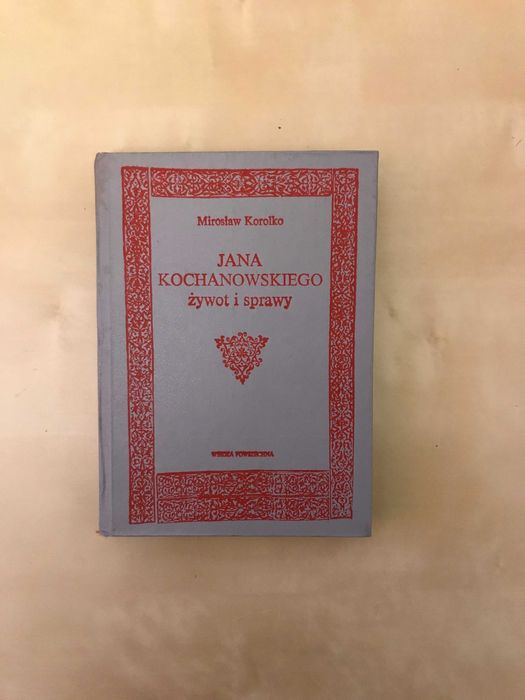 Mirosław Korolko
JANA
KOCHANOWSKIEGO
żywot i sprawy
WIEDZA POWSZECHNA